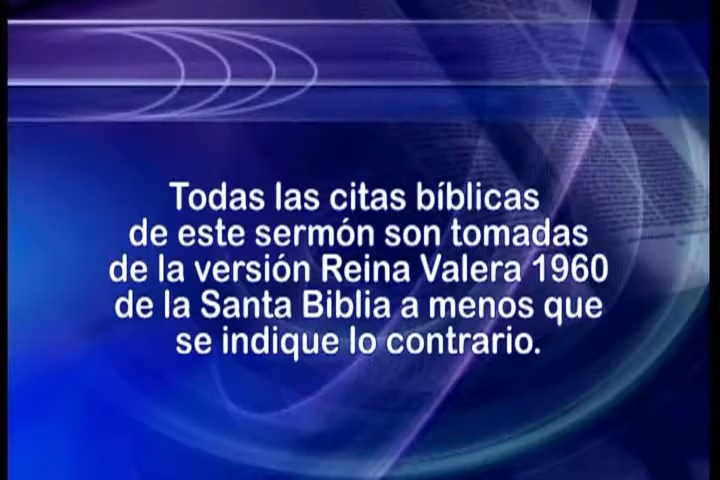 Todas las citas bíblicas
de este sermón son tomadas
de la versión Reina Valera 1960
de la Santa Biblia a menos que
se indique lo contrario.